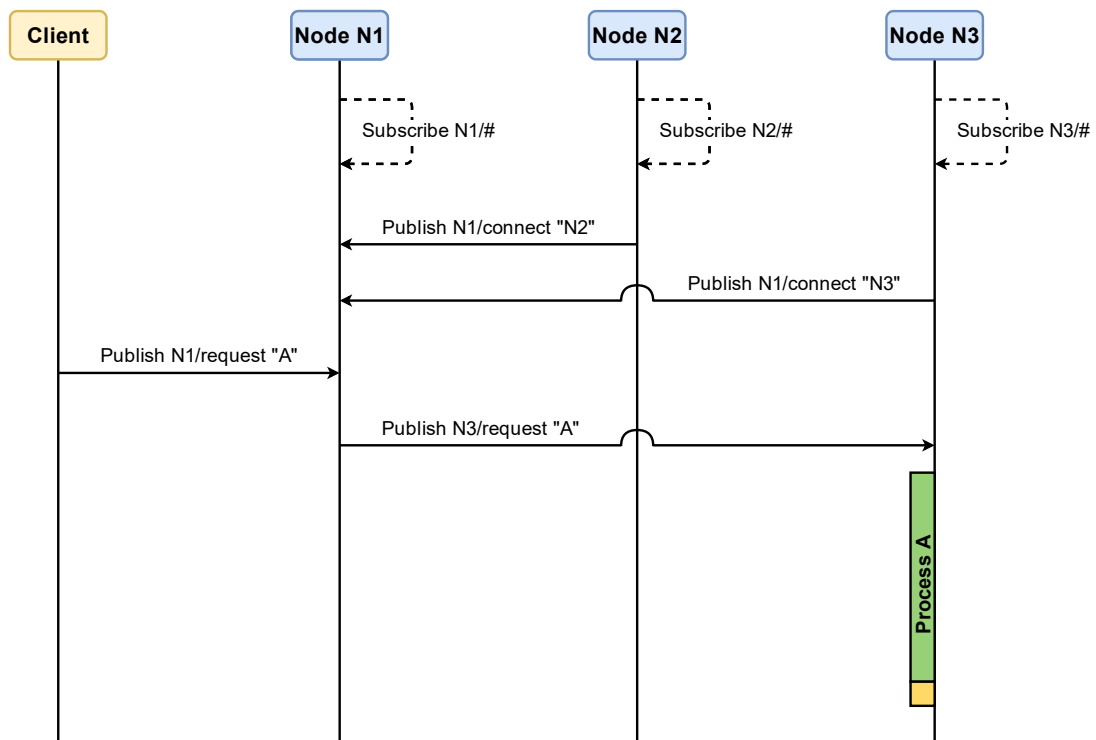 Client
Node N1
Node N2
Node N3
Subscribe N1/#
Subscribe N2/#
Subscribe N3/#
Publish N1/connect "N2"
Publish N1/connect "N3"
Publish N1/request "A"
Publish N3/request "A"
Process A